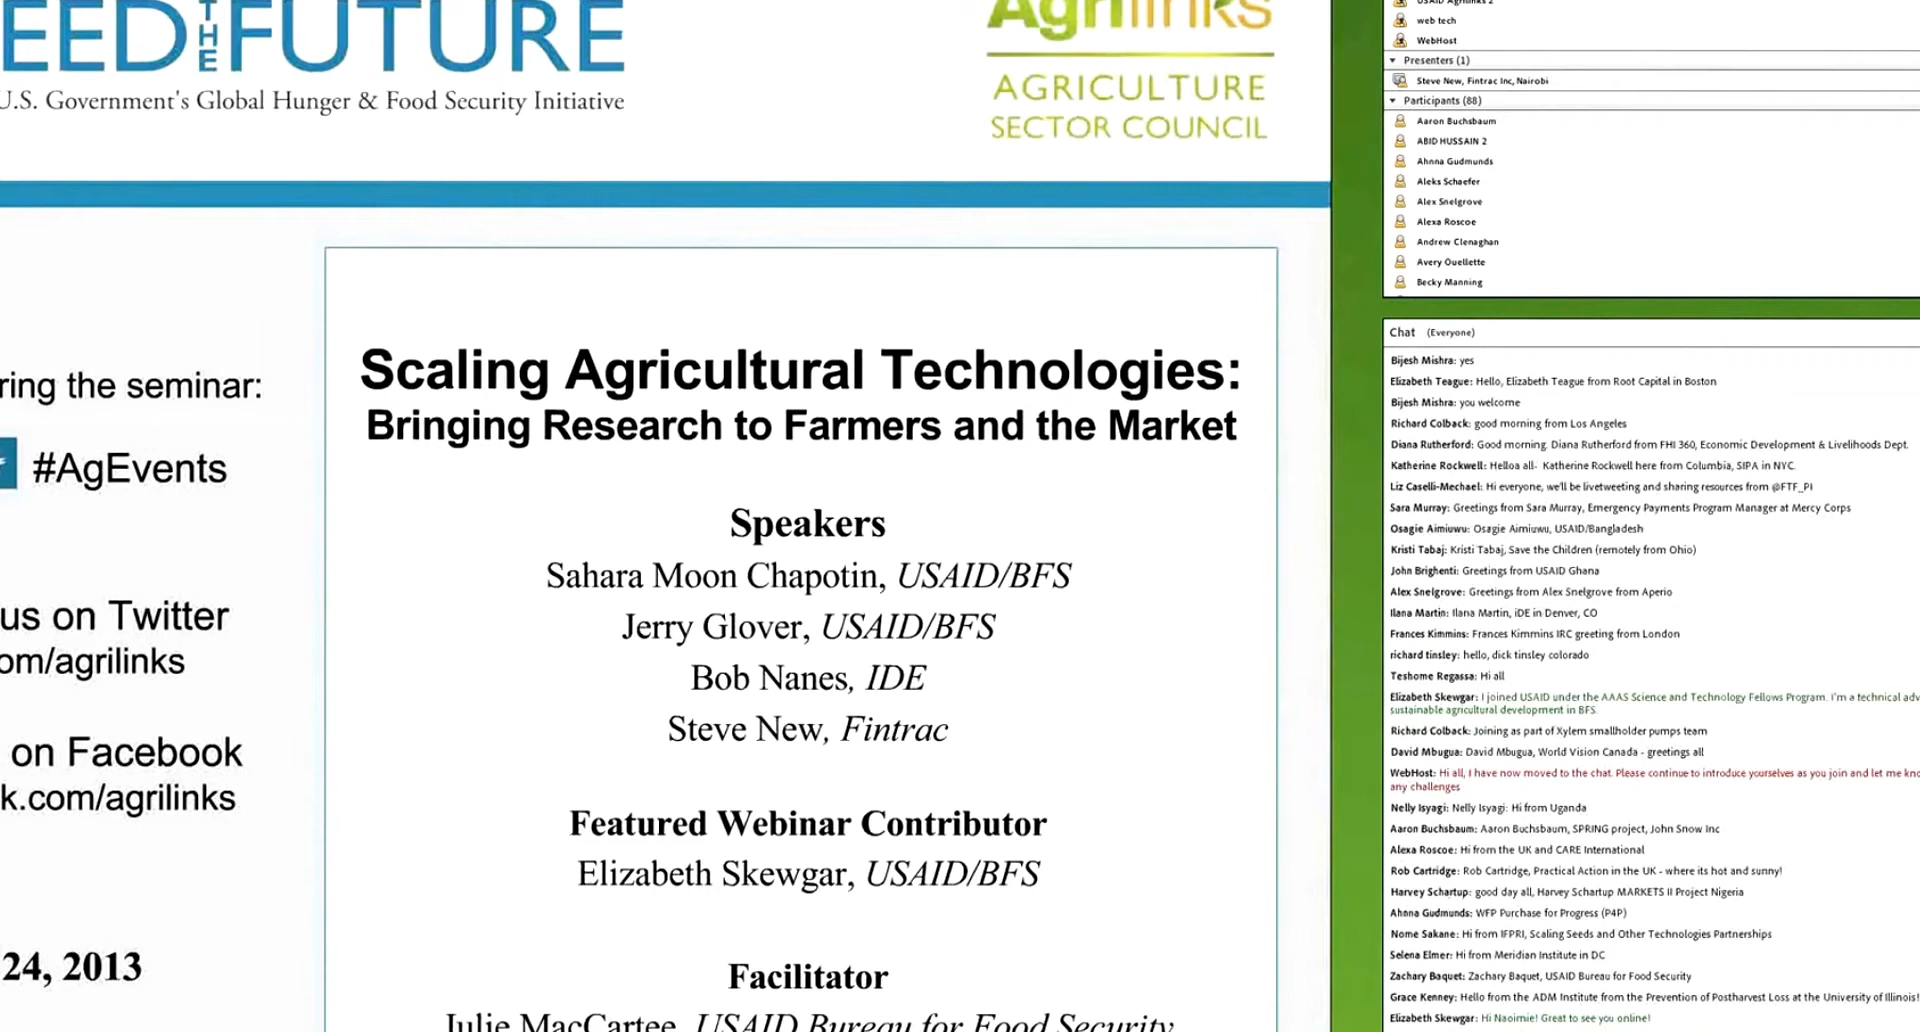 EED THE FUTURE
U.S. Government's Global Hunger & Food Security Initiative
Agrilinks
AGRICULTURE
SECTOR COUNCIL
ring the seminar:
#AgEvents
us on Twitter
om/agrilinks
on Facebook
k.com/agrilinks
24, 2013
Scaling Agricultural Technologies:
Bringing Research to Farmers and the Market
Speakers
Sahara Moon Chapotin, USAID/BFS
Jerry Glover, USAID/BFS
Bob Nanes, IDE
Steve New, Fintrac
Featured Webinar Contributor
Elizabeth Skewgar, USAID/BFS
Facilitator
Julie MacCartee, USAID Bureau for Food Security
USAID Agrilinks 2
web tech
WebHost
Presenters (1)
Steve New, Fintrac Inc, Nairobi
Participants (88)
Aaron Buchsbaum
ABID HUSSAIN 2
Ahnna Gudmunds
Aleks Schaefer
Alex Snelgrove
Alexa Roscoe
Andrew Clenaghan
Avery Ouellette
Becky Manning
Chat (Everyone)
Bijesh Mishra: yes
Elizabeth Teague: Hello, Elizabeth Teague from Root Capital in Boston
Bijesh Mishra: you welcome
Richard Colback: good morning from Los Angeles
Diana Rutherford: Good morning. Diana Rutherford from FHI 360, Economic Development & Livelihoods Dept.
Katherine Rockwell: Helloa all- Katherine Rockwell here from Columbia, SIPA in NYC.
Liz Caselli-Mechael: Hi everyone, we'll be livetweeting and sharing resources from @FTF_PI
Sara Murray: Greetings from Sara Murray, Emergency Payments Program Manager at Mercy Corps
Osagie Aimiuwu: Osagie Aimiuwu, USAID/Bangladesh
Kristi Tabaj: Kristi Tabaj, Save the Children (remotely from Ohio)
John Brighenti: Greetings from USAID Ghana
Alex Snelgrove: Greetings from Alex Snelgrove from Aperio
Ilana Martin: Ilana Martin, iDE in Denver, CO
Frances Kimmins: Frances Kimmins IRC greeting from London
richard tinsley: hello, dick tinsley colorado
Teshome Regassa: Hi all
Elizabeth Skewgar: I joined USAID under the AAAS Science and Technology Fellows Program. I'm a technical adv
sustainable agricultural development in BFS.
Richard Colback: Joining as part of Xylem smallholder pumps team
David Mbugua: David Mbugua, World Vision Canada - greetings all
WebHost: Hi all, I have now moved to the chat. Please continue to introduce yourselves as you join and let me kno
any challenges
Nelly Isyagi: Nelly Isyagi: Hi from Uganda
Aaron Buchsbaum: Aaron Buchsbaum, SPRING project, John Snow Inc
Alexa Roscoe: Hi from the UK and CARE International
Rob Cartridge: Rob Cartridge, Practical Action in the UK - where its hot and sunny!
Harvey Schartup: good day all, Harvey Schartup MARKETS II Project Nigeria
Ahnna Gudmunds: WFP Purchase for Progress (P4P)
Nome Sakane: Hi from IFPRI, Scaling Seeds and Other Technologies Partnerships
Selena Elmer: Hi from Meridian Institute in DC
Zachary Baquet: Zachary Baquet, USAID Bureau for Food Security
Grace Kenney: Hello from the ADM Institute from the Prevention of Postharvest Loss at the University of Illinois!
Elizabeth Skewgar: Hi Naoimie! Great to see you online!